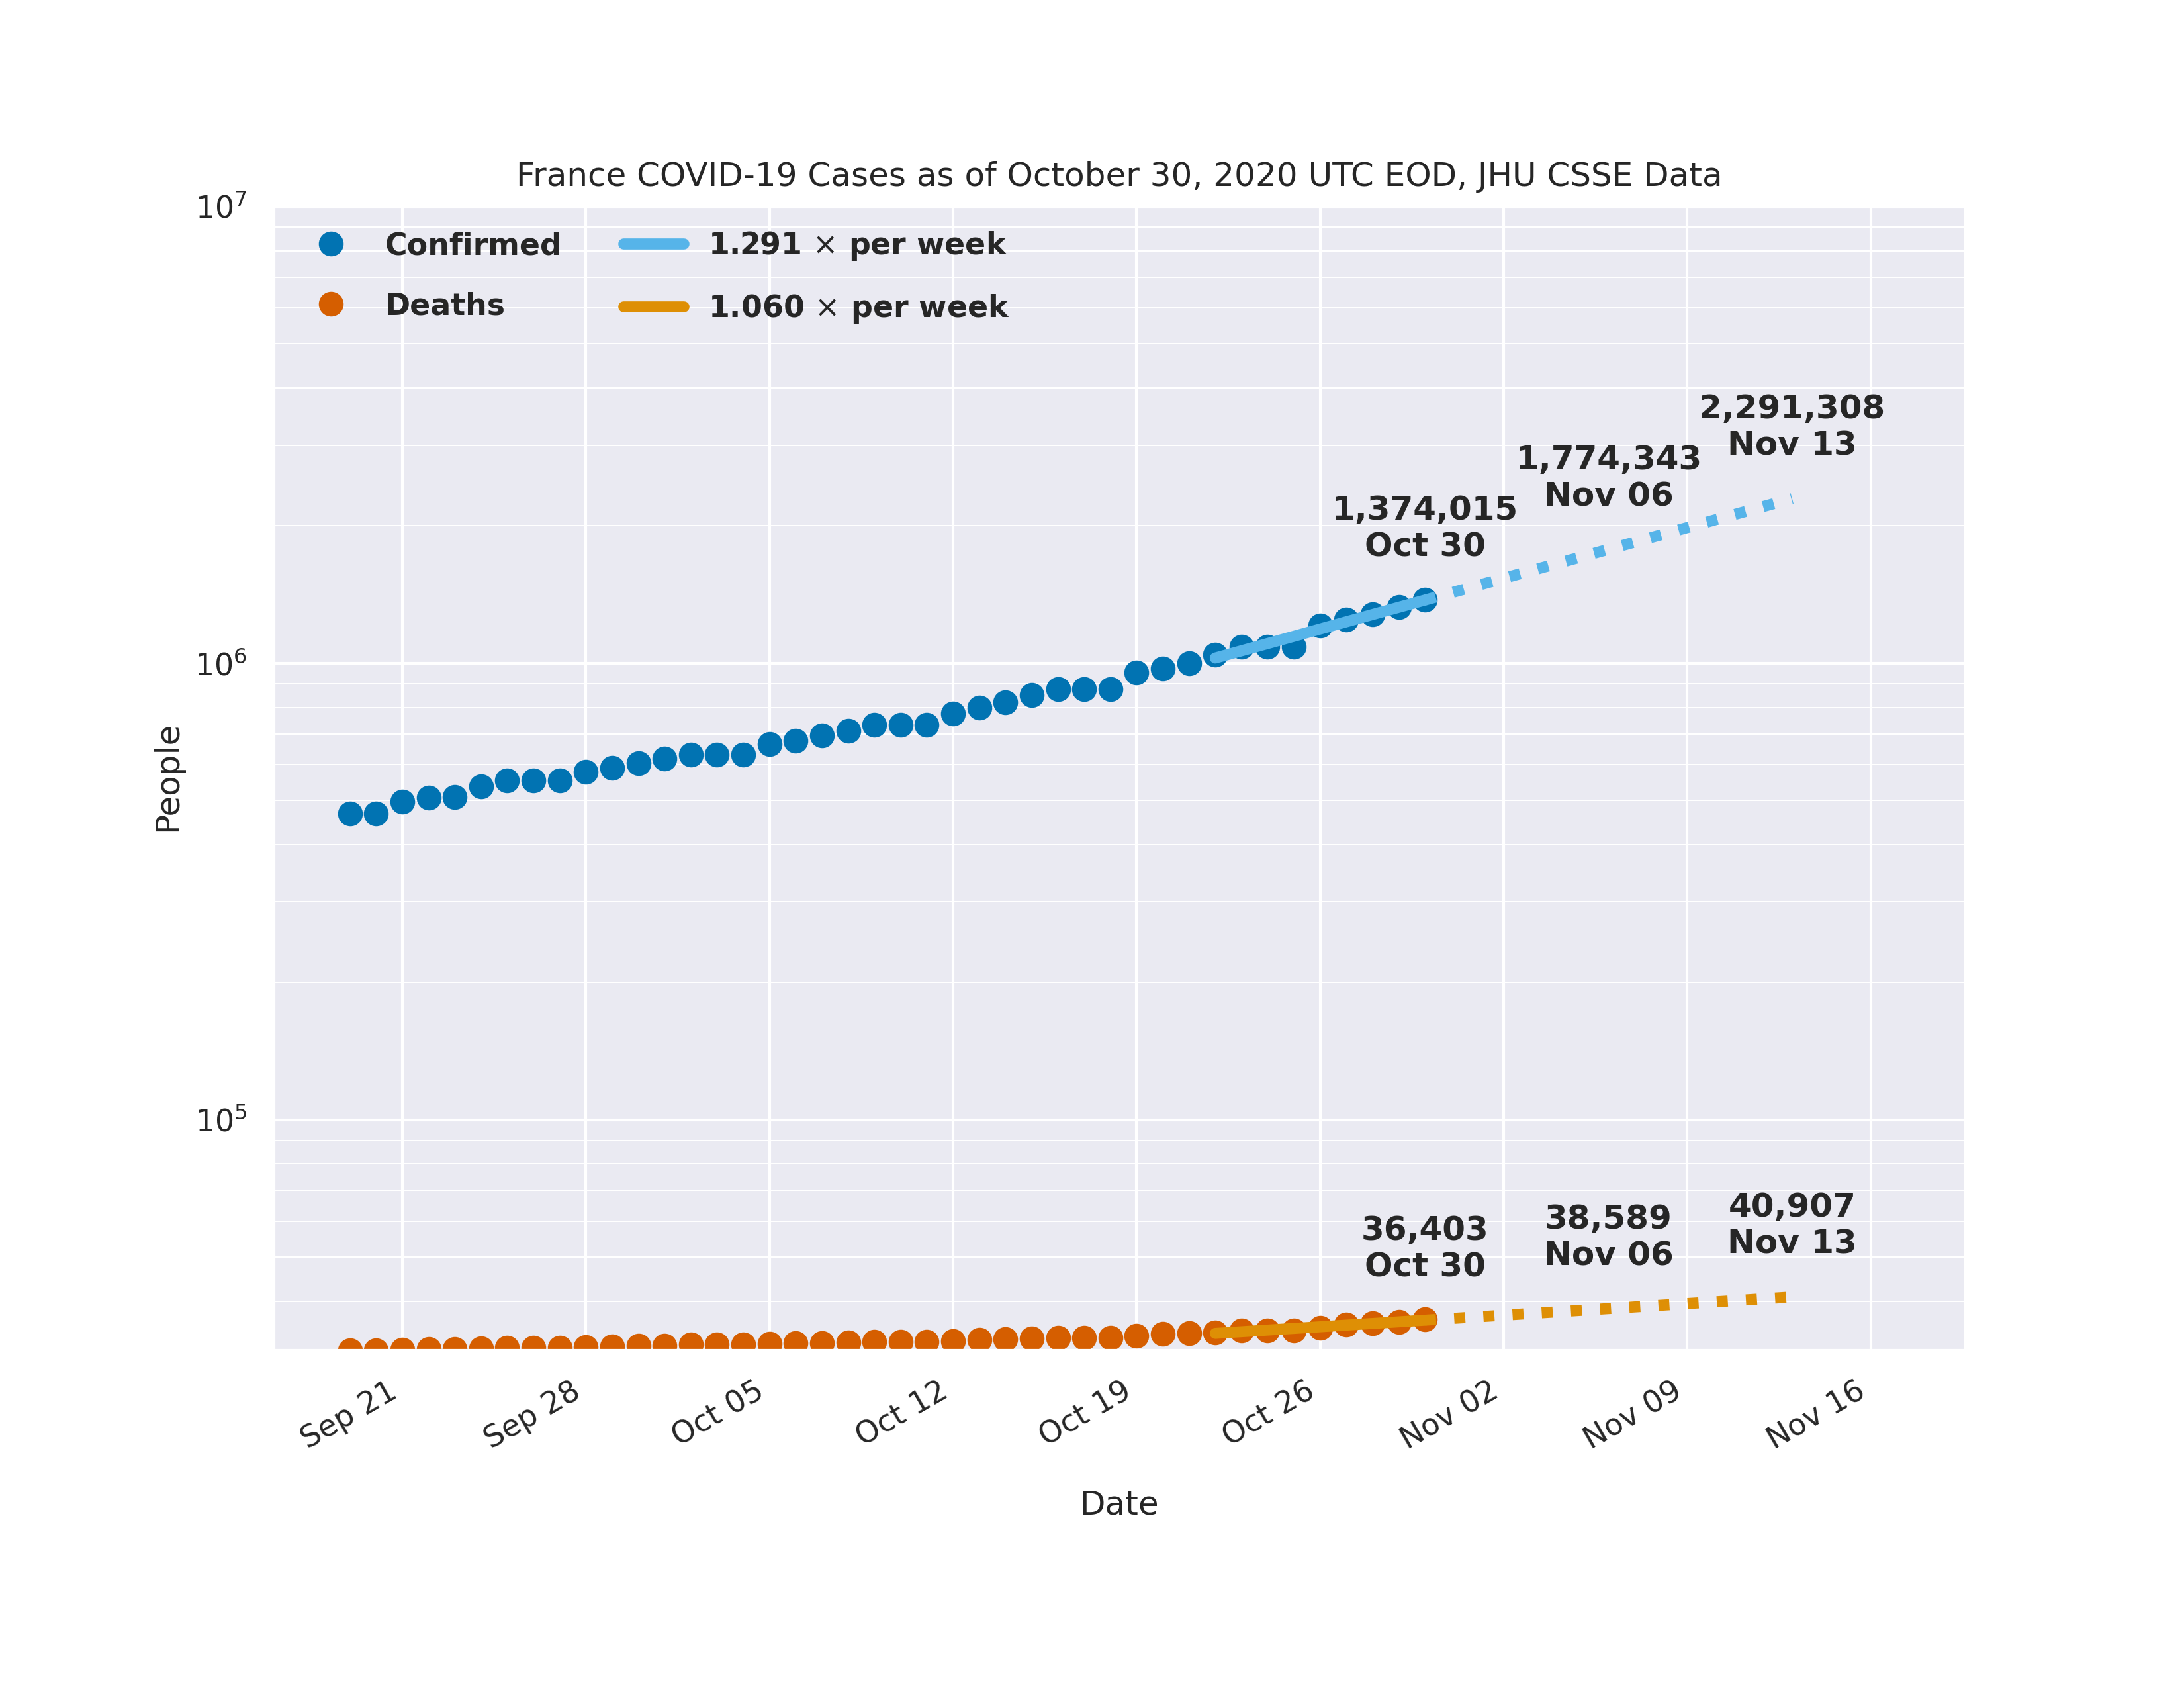 France COVID-19 Cases as of October 30, 2020 UTC EOD, JHU CSSE Data
10⁷
Confirmed
1.291 × per week
Deaths
1.060 × per week
2,291,308
Nov 13
1,774,343
Nov 06
1,374,015
Oct 30
10⁶
People
10⁵
36,403
Oct 30
38,589
Nov 06
40,907
Nov 13
Sep 21
Sep 28
Oct 05
Oct 12
Oct 19
Oct 26
Nov 02
Nov 09
Nov 16
Date